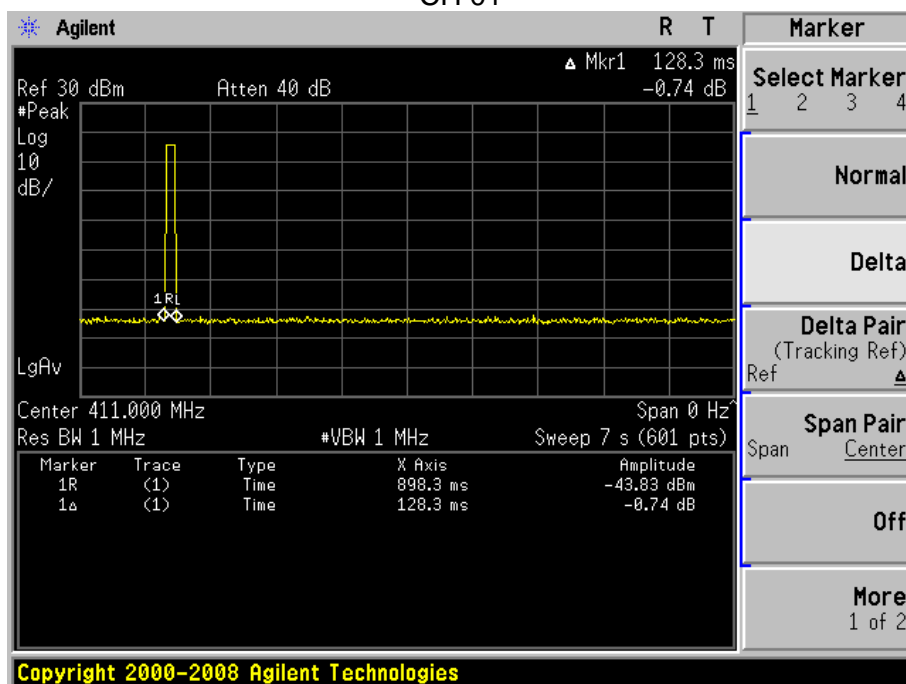 Agilent R T
Δ Mkr1 128.3 ms
Ref 30 dBm Atten 40 dB -0.74 dB
#Peak
Log
10
dB/
1R
LgAv
Center 411.000 MHz Span 0 Hz^
Res BW 1 MHz #VBW 1 MHz Sweep 7 s (601 pts)
Marker Trace Type X Axis Amplitude
1R (1) Time 898.3 ms -43.83 dBm
1Δ (1) Time 128.3 ms -0.74 dB
Marker
Select Marker
1 2 3 4
Normal
Delta
Delta Pair
(Tracking Ref)
Ref Δ
Span Pair
Span Center
Off
More
1 of 2
Copyright 2000-2008 Agilent Technologies